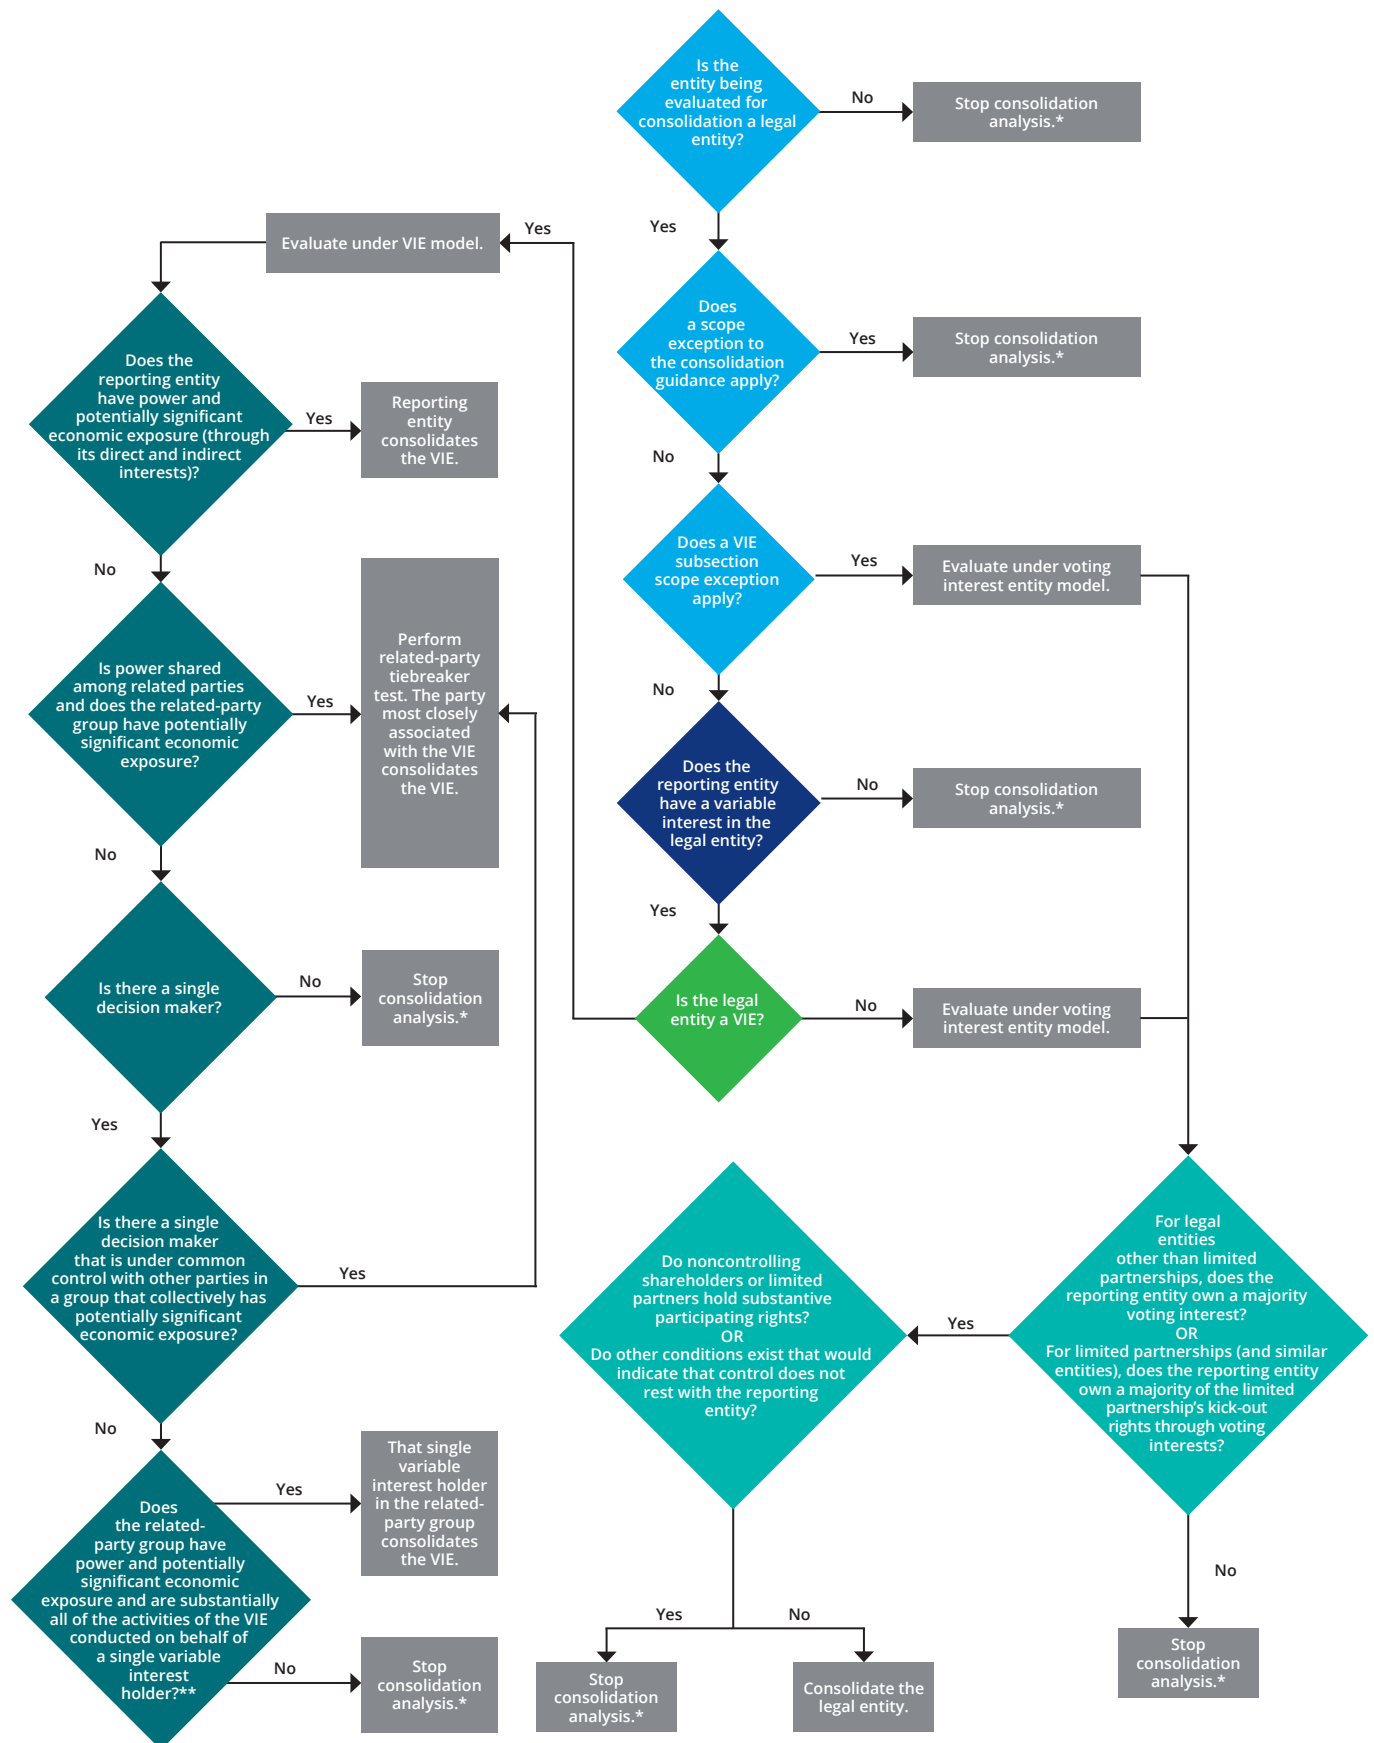 Is the
entity being
evaluated for
consolidation a legal
entity?
No
Stop consolidation
analysis.*
Yes
Does
a scope
exception to
the consolidation
guidance apply?
Yes
Stop consolidation
analysis.*
No
Does a VIE
subsection
scope exception
apply?
Yes
Evaluate under voting
interest entity model.
No
Does the
reporting entity
have a variable
interest in the
legal entity?
No
Stop consolidation
analysis.*
Yes
Is the legal
entity a VIE?
No
Evaluate under voting
interest entity model.
Yes
Evaluate under VIE model.
Does the
reporting entity
have power and
potentially significant
economic exposure (through
its direct and indirect
interests)?
Yes
Reporting
entity
consolidates
the VIE.
No
Is power shared
among related parties
and does the related-party
group have potentially
significant economic
exposure?
Yes
Perform
related-party
tiebreaker
test. The party
most closely
associated
with the VIE
consolidates
the VIE.
No
Is there a single
decision maker?
No
Stop
consolidation
analysis.*
Yes
Is there a single
decision maker
that is under common
control with other parties in
a group that collectively has
potentially significant
economic exposure?
Yes
No
Does
the related-
party group have
power and potentially
significant economic
exposure and are substantially
all of the activities of the VIE
conducted on behalf of
a single variable
interest
holder?**
Yes
That single
variable
interest holder
in the related-
party group
consolidates
the VIE.
No
Stop
consolidation
analysis.*
For legal
entities
other than limited
partnerships, does the
reporting entity own a majority
voting interest?
OR
For limited partnerships (and similar
entities), does the reporting entity
own a majority of the limited
partnership’s kick-out
rights through voting
interests?
Yes
Do noncontrolling
shareholders or limited
partners hold substantive
participating rights?
OR
Do other conditions exist that would
indicate that control does not
rest with the reporting
entity?
Yes
Stop
consolidation
analysis.*
No
Consolidate the
legal entity.
No
Stop
consolidation
analysis.*